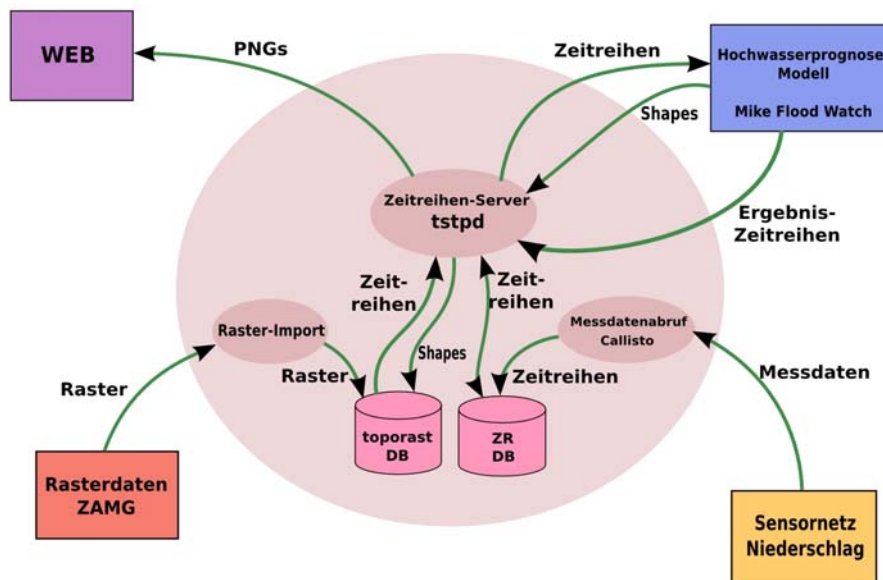 WEB
PNGs
Zeitreihen
Hochwasserprognose
Modell
Mike Flood Watch
Shapes
Zeitreihen-Server
tstpd
Ergebnis-
Zeitreihen
Zeit-
reihen
Zeit-
reihen
Raster-Import
Shapes
Messdatenabruf
Callisto
Raster
Raster
Zeitreihen
Messdaten
toporast
DB
ZR
DB
Rasterdaten
ZAMG
Sensornetz
Niederschlag